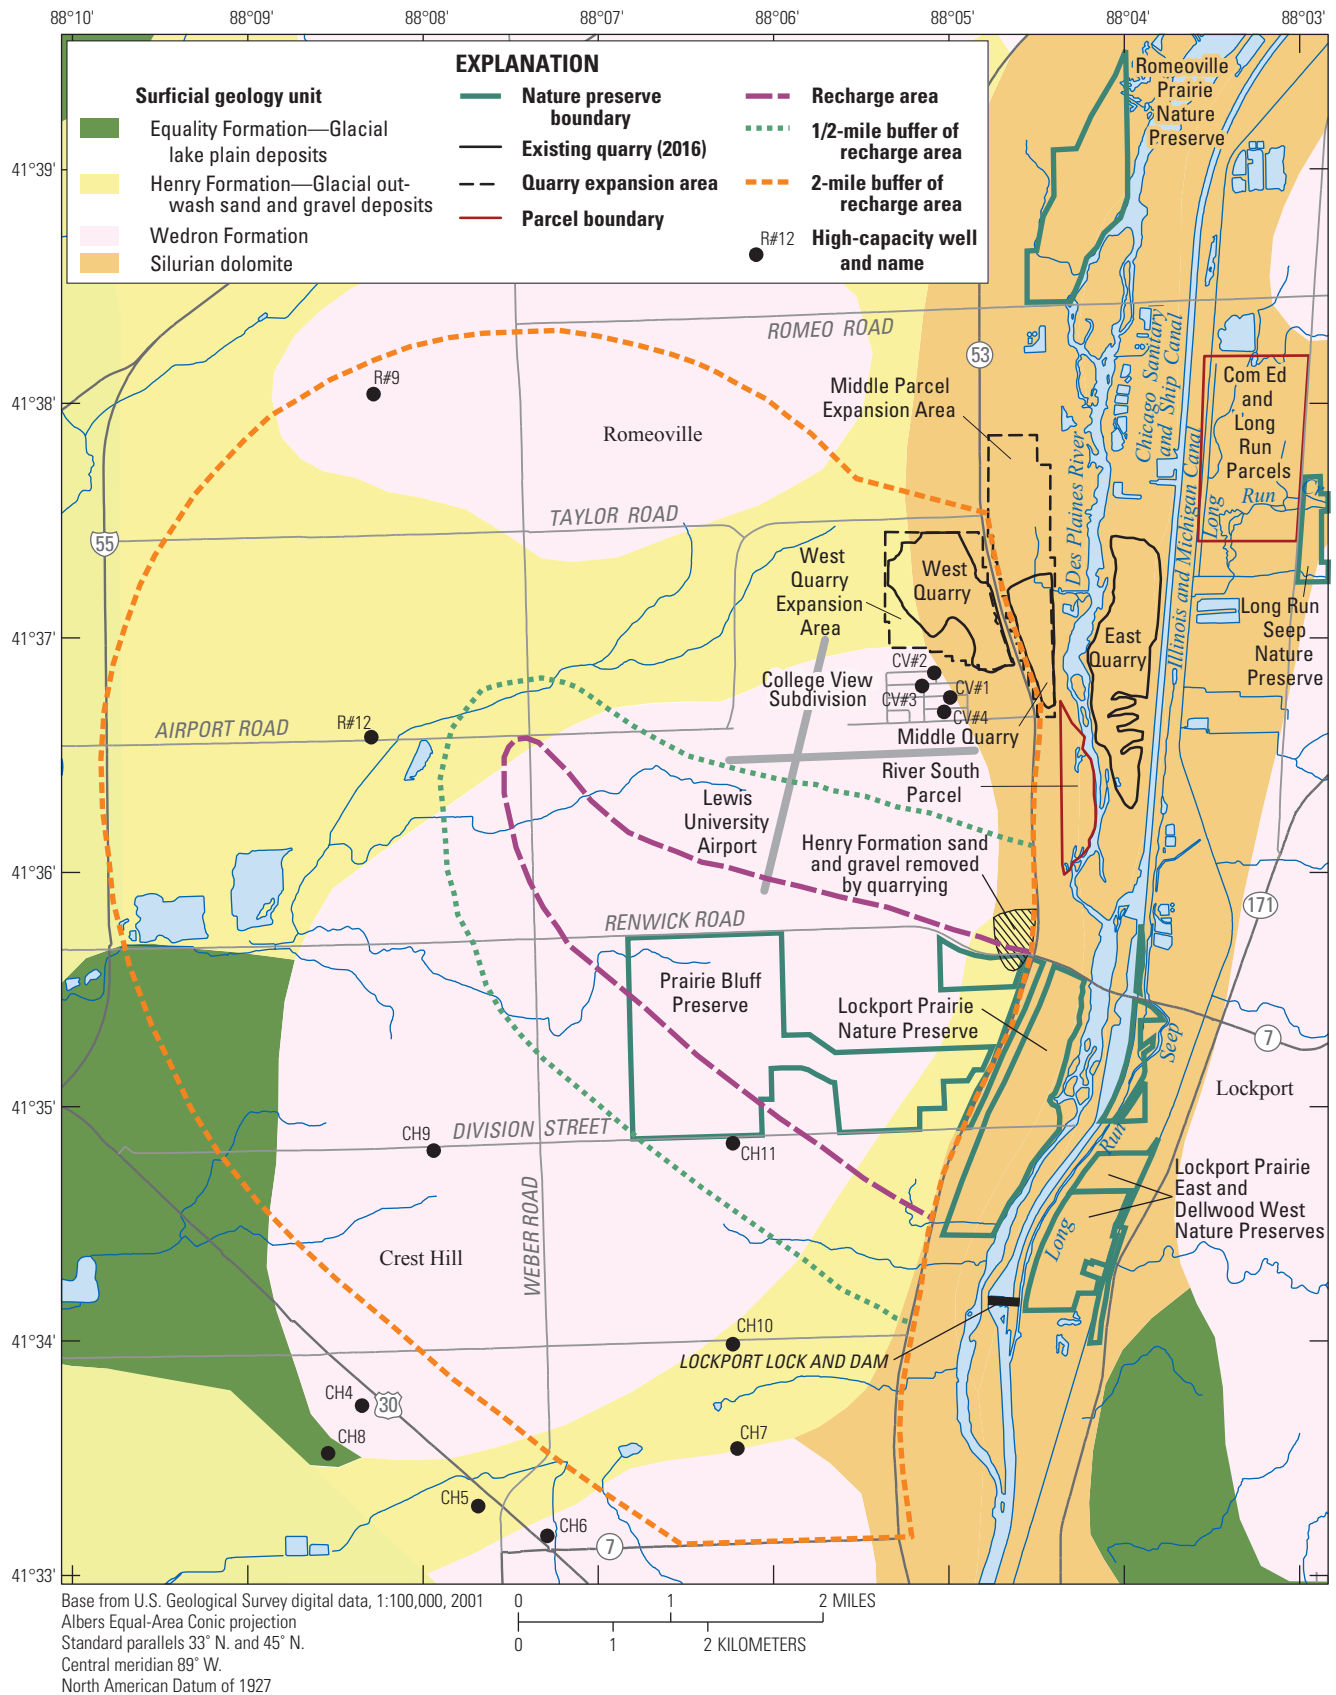 88°10' 88°09' 88°08' 88°07' 88°06' 88°05' 88°04' 88°03'
EXPLANATION
Surficial geology unit
Equality Formation—Glacial
lake plain deposits
Henry Formation—Glacial out-
wash sand and gravel deposits
Wedron Formation
Silurian dolomite
Nature preserve
boundary
Existing quarry (2016)
Quarry expansion area
Parcel boundary
Recharge area
1/2-mile buffer of
recharge area
2-mile buffer of
recharge area
R#12
High-capacity well
and name
Romeoville
Prairie
Nature
Preserve
41°39'
ROMEO ROAD
53
Chicago Sanitary
and Ship Canal
R#9
Middle Parcel
Expansion Area
Com Ed
and
Long
Run
Parcels
41°38'
Romeoville
Des Plaines River
Illinois and Michigan Canal
Long
Run
Cr
TAYLOR ROAD
55
West
Quarry
Expansion
Area
West
Quarry
East
Quarry
Long Run
Seep
Nature
Preserve
41°37'
CV#2
CV#1
CV#3
CV#4
College View
Subdivision
Middle Quarry
AIRPORT ROAD
R#12
River South
Parcel
Lewis
University
Airport
Henry Formation sand
and gravel removed
by quarrying
41°36'
171
RENWICK ROAD
Prairie Bluff
Preserve
Lockport Prairie
Nature Preserve
7
Seep
Run
Long
Lockport
41°35'
CH9
DIVISION STREET
CH11
Lockport Prairie
East and
Dellwood West
Nature Preserves
WEBER ROAD
Crest Hill
41°34'
CH10
LOCKPORT LOCK AND DAM
CH4
30
CH8
CH7
CH5
CH6
7
41°33'
Base from U.S. Geological Survey digital data, 1:100,000, 2001
Albers Equal-Area Conic projection
Standard parallels 33° N. and 45° N.
Central meridian 89° W.
North American Datum of 1927
0 1 2 MILES
0 1 2 KILOMETERS